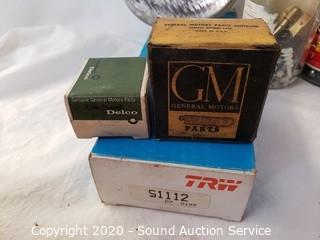 GENERAL MOTORS PARTS DIVISION
GM
GENERAL MOTORS
PARTS
Genuine General Motors Parts
Delco
TRW
51112
Copyright © 2020 - Sound Auction Service